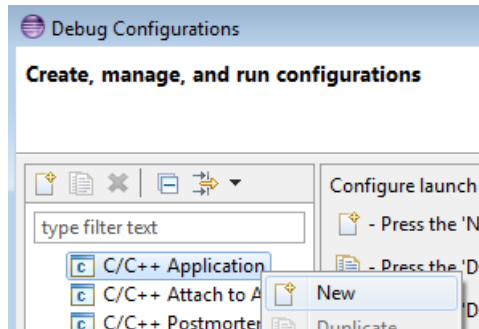 Debug Configurations
Create, manage, and run configurations
Configure launch
type filter text
- Press the 'N
C/C++ Application
- Press the 'D
C/C++ Attach to A
New
'D
C/C++ Postmorter
Duplicate